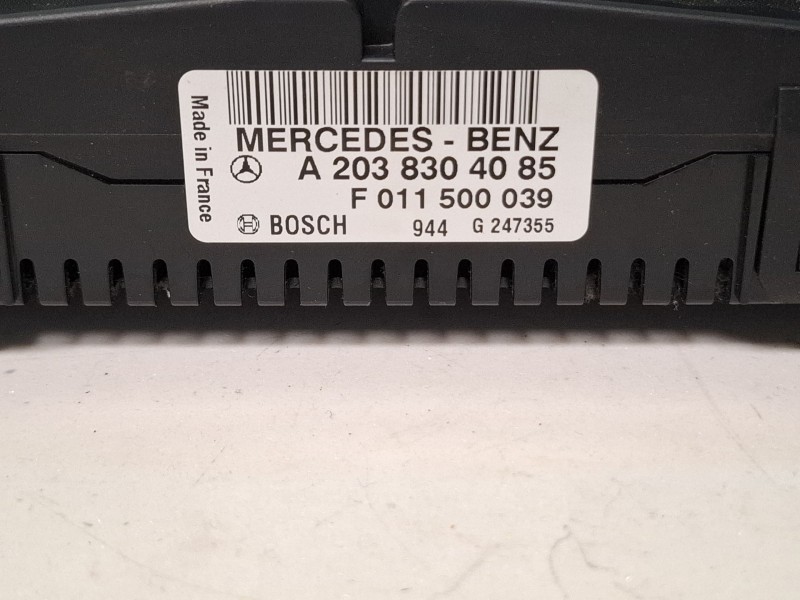 MERCEDES - BENZ
A 203 830 40 85
F 011 500 039
BOSCH 944 G 247355
Made in France